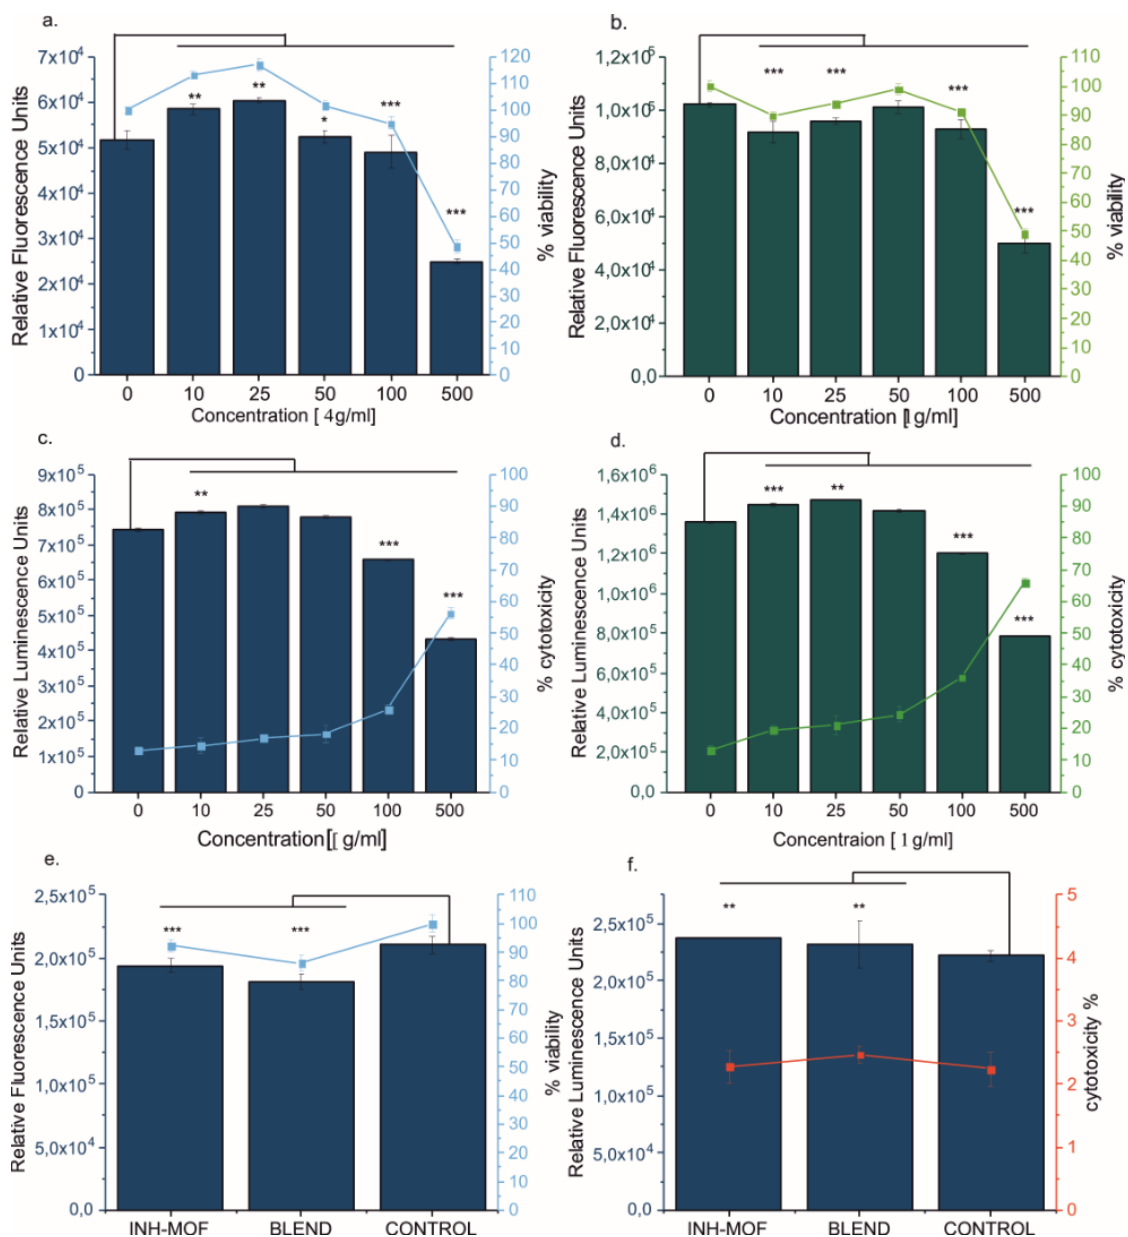 a.
Relative Fluorescence Units
7x10⁴
6x10⁴
5x10⁴
4x10⁴
3x10⁴
2x10⁴
1x10⁴
0
** ** * *** ***
120
110
100
90
80
70
60
50
40
30
20
10
0
% viability
0 10 25 50 100 500
Concentration [ 4g/ml]
b.
Relative Fluorescence Units
1,2x10⁵
1,0x10⁵
8,0x10⁴
6,0x10⁴
4,0x10⁴
2,0x10⁴
0,0
*** *** *** ***
110
100
90
80
70
60
50
40
30
20
10
0
% viability
0 10 25 50 100 500
Concentration [1g/ml]
c.
Relative Luminescence Units
9x10⁵
8x10⁵
7x10⁵
6x10⁵
5x10⁵
4x10⁵
3x10⁵
2x10⁵
1x10⁵
0
** *** ***
100
90
80
70
60
50
40
30
20
10
0
% cytotoxicity
0 10 25 50 100 500
Concentration[[ g/ml]
d.
Relative Luminescence Units
1,6x10⁶
1,4x10⁶
1,2x10⁶
1,0x10⁶
8,0x10⁵
6,0x10⁵
4,0x10⁵
2,0x10⁵
0,0
*** ** *** ***
100
90
80
70
60
50
40
30
20
10
0
% cytotoxicity
0 10 25 50 100 500
Concentraion [ 1g/ml]
e.
Relative Fluorescence Units
2,5x10⁵
2,0x10⁵
1,5x10⁵
1,0x10⁵
5,0x10⁴
0,0
*** ***
110
100
90
80
70
60
50
40
30
20
10
0
% viability
INH-MOF BLEND CONTROL
f.
Relative Luminescence Units
2,5x10⁵
2,0x10⁵
1,5x10⁵
1,0x10⁵
5,0x10⁴
0,0
** **
5
4
3
2
1
0
cytotoxicity %
INH-MOF BLEND CONTROL